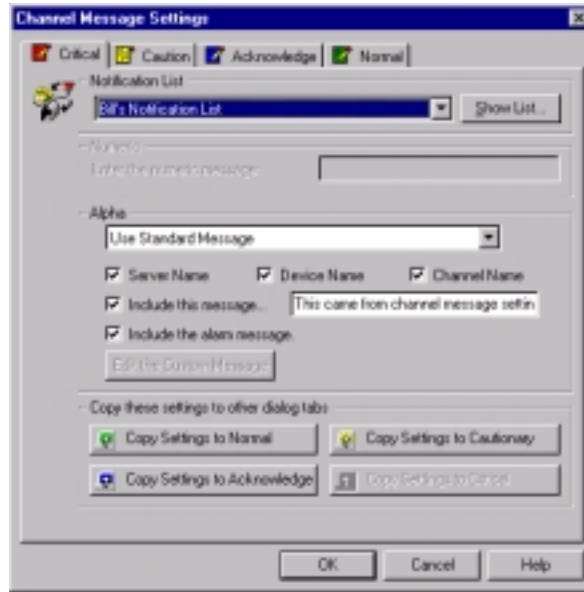 Channel Message Settings
Critical Caution Acknowledge Normal
Notification List
Bill's Notification List Show List...
Numeric
Enter the numeric message:
Alpha
Use Standard Message
Server Name Device Name Channel Name
Include this message... This came from channel message settin
Include the alarm message.
Edit the Custom Message
Copy these settings to other dialog tabs
Copy Settings to Normal Copy Settings to Cautionary
Copy Settings to Acknowledge Copy Settings to Critical
OK Cancel Help